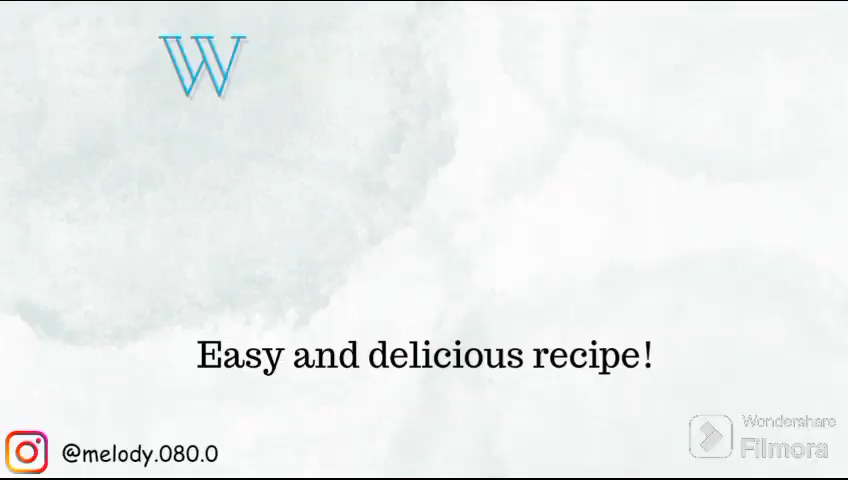 W
Easy and delicious recipe!
@melody.080.0
Wondershare
Filmora